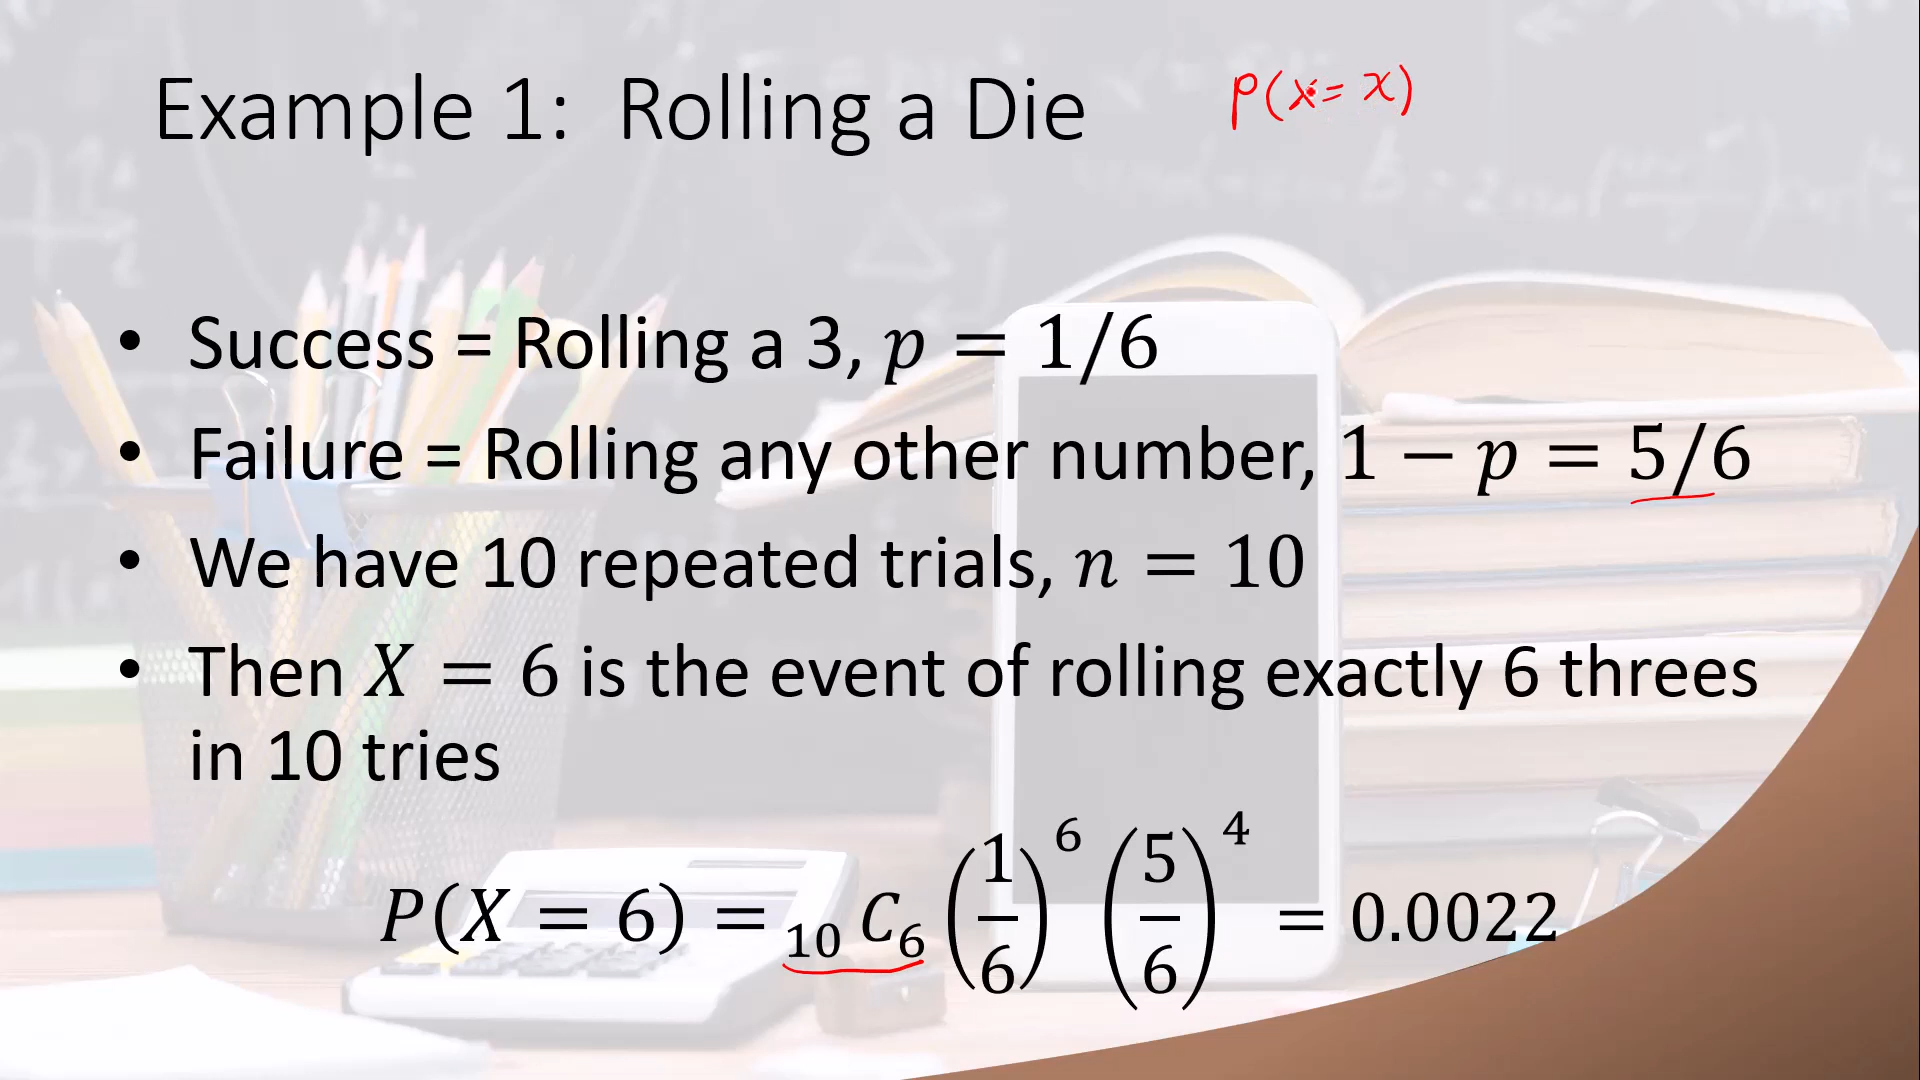 Example 1: Rolling a Die
P(X = x)
• Success = Rolling a 3, p = 1/6
• Failure = Rolling any other number, 1 − p = 5/6
• We have 10 repeated trials, n = 10
• Then X = 6 is the event of rolling exactly 6 threes
in 10 tries
P(X = 6) = ₁₀C₆ (1/6)⁶ (5/6)⁴ = 0.0022